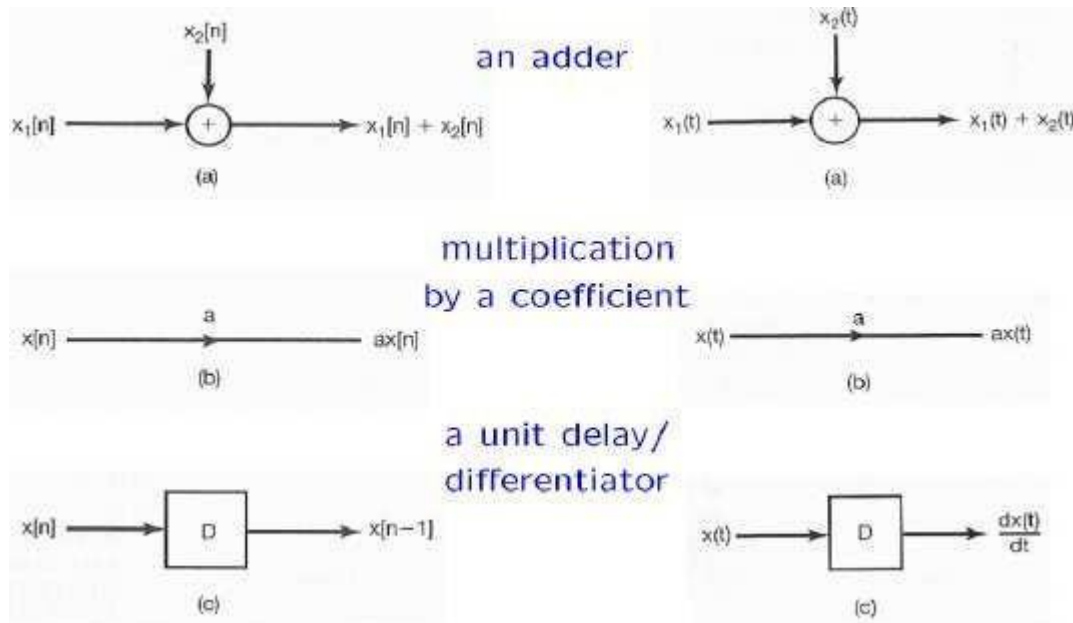 x₂[n]
an adder
x₂(t)
x₁[n]
+
x₁[n] + x₂[n]
x₁(t)
+
x₁(t) + x₂(t)
(a)
(a)
multiplication
by a coefficient
x[n]
a
ax[n]
x(t)
a
ax(t)
(b)
(b)
a unit delay/
differentiator
x[n]
D
x[n−1]
x(t)
D
dx(t)
dt
(c)
(c)